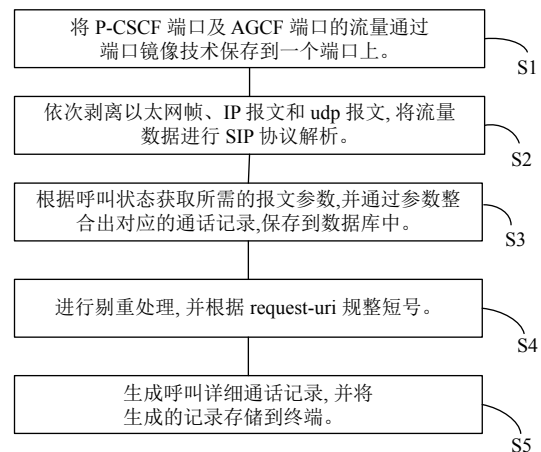 将 P-CSCF 端口及 AGCF 端口的流量通过
端口镜像技术保存到一个端口上。
S1
依次剥离以太网帧、IP 报文和 udp 报文, 将流量
数据进行 SIP 协议解析。
S2
根据呼叫状态获取所需的报文参数,并通过参数整
合出对应的通话记录,保存到数据库中。
S3
进行剔重处理, 并根据 request-uri 规整短号。
S4
生成呼叫详细通话记录, 并将
生成的记录存储到终端。
S5